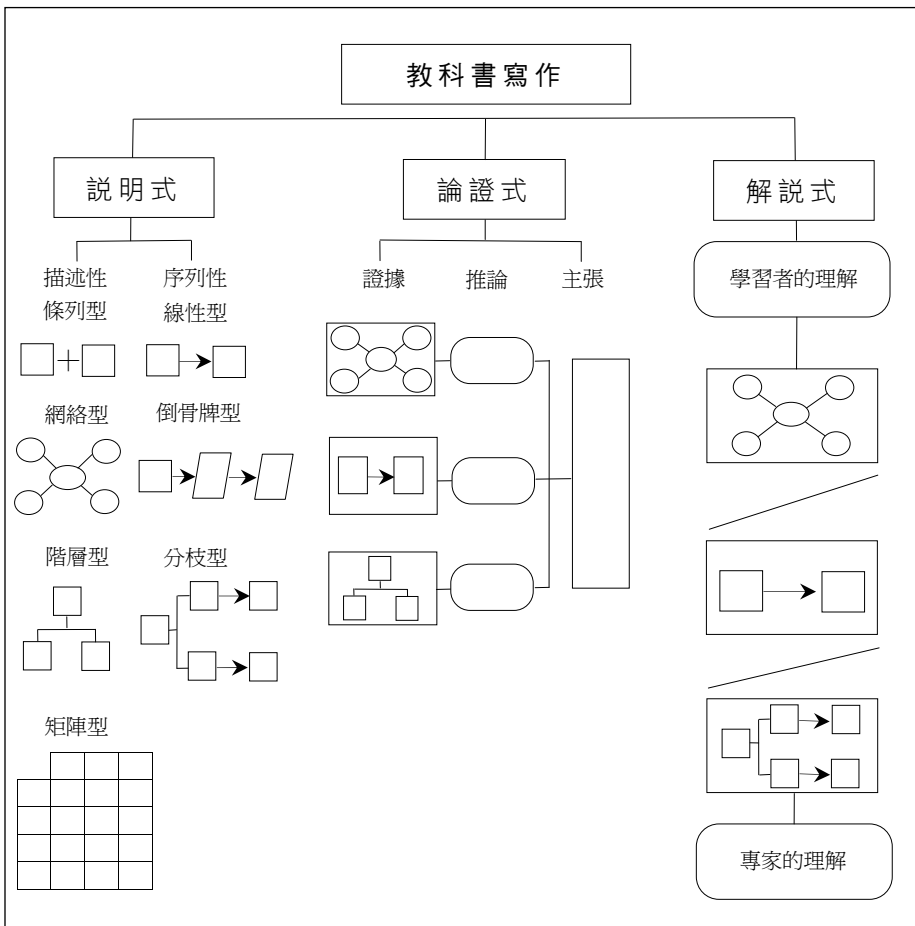 教科書寫作
説明式
論證式
解説式
描述性
條列型
序列性
線性型
證據
推論
主張
學習者的理解
網絡型
倒骨牌型
階層型
分枝型
矩陣型
專家的理解